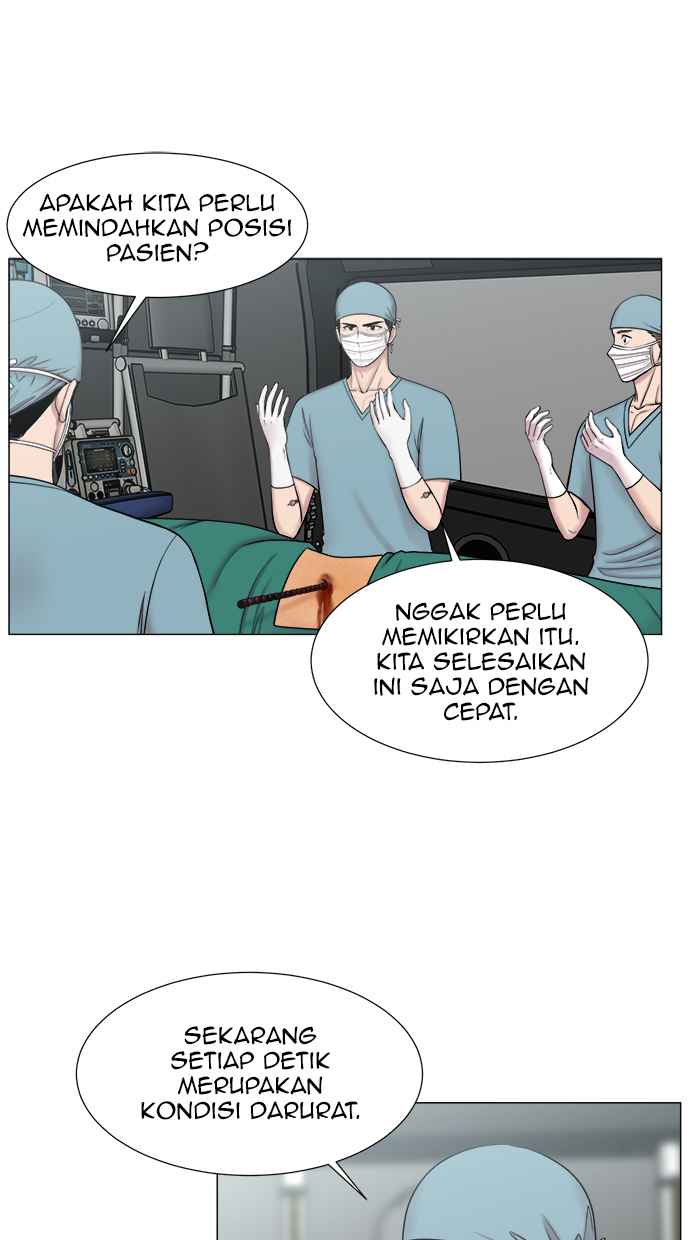 APAKAH KITA PERLU
MEMINDAHKAN POSISI
PASIEN?
NGGAK PERLU
MEMIKIRKAN ITU.
KITA SELESAIKAN
INI SAJA DENGAN
CEPAT.
SEKARANG
SETIAP DETIK
MERUPAKAN
KONDISI DARURAT.